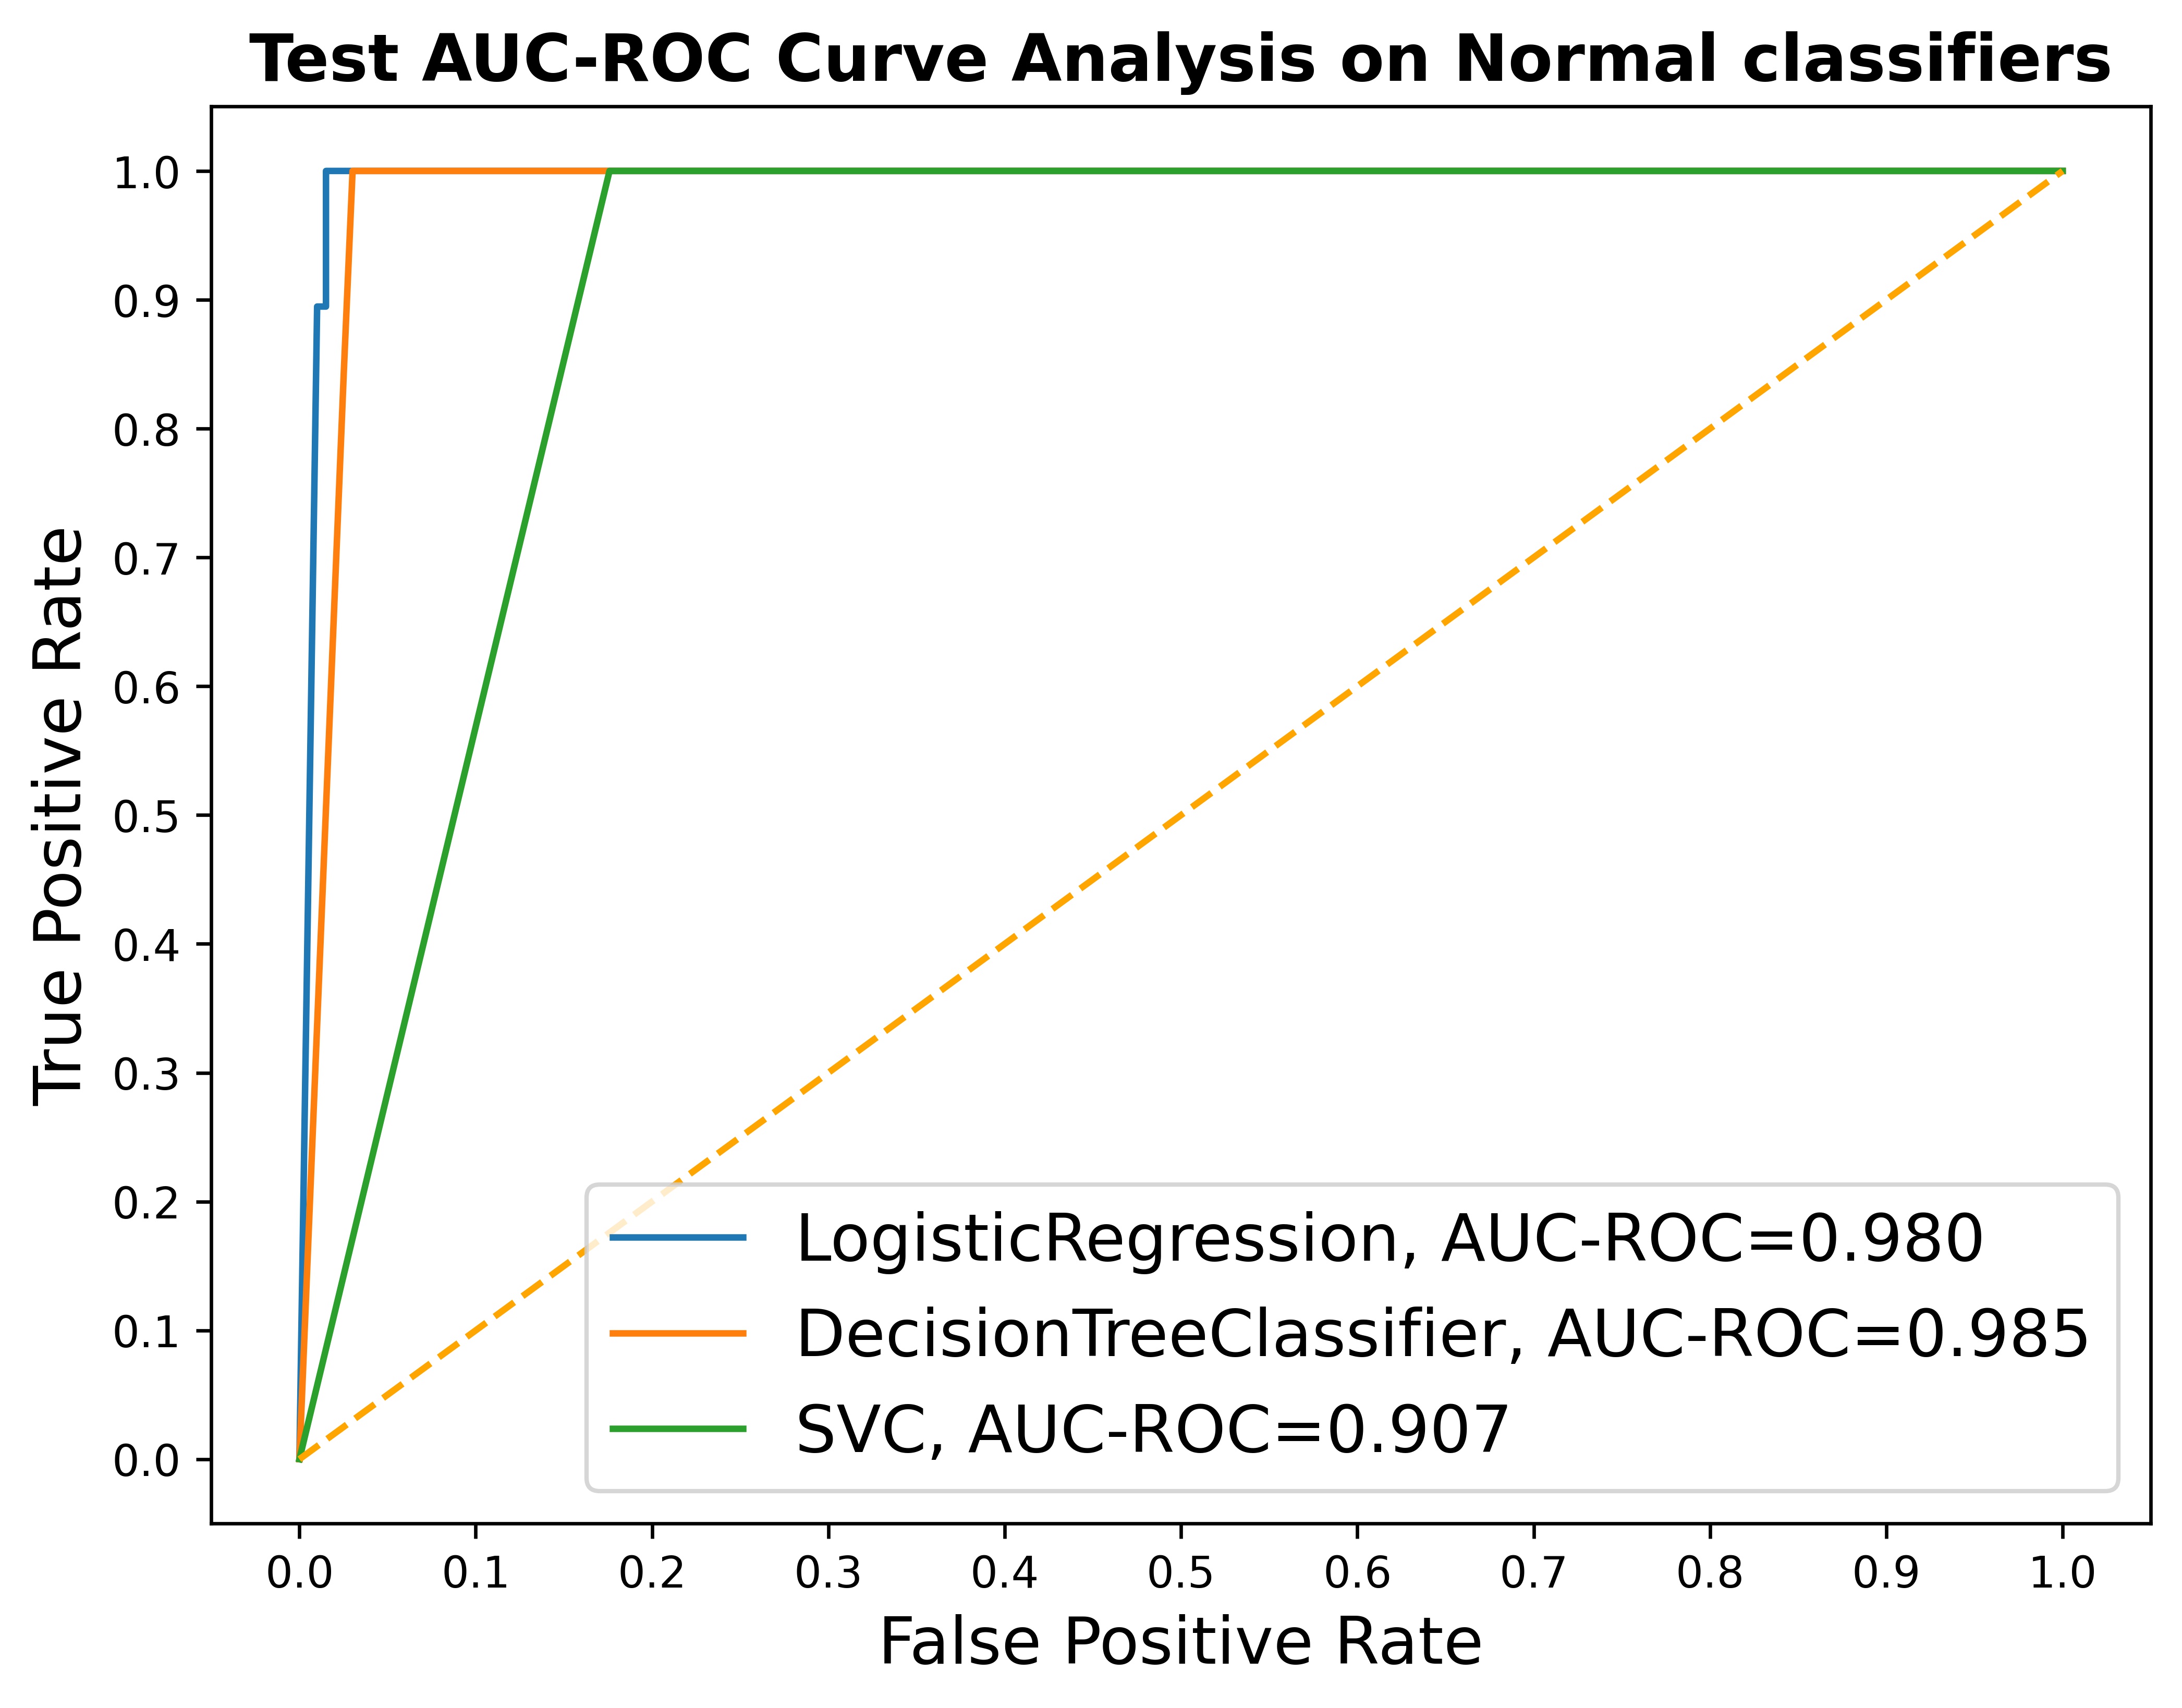 Test AUC-ROC Curve Analysis on Normal classifiers
True Positive Rate
1.0
0.9
0.8
0.7
0.6
0.5
0.4
0.3
0.2
0.1
0.0
LogisticRegression, AUC-ROC=0.980
DecisionTreeClassifier, AUC-ROC=0.985
SVC, AUC-ROC=0.907
0.0 0.1 0.2 0.3 0.4 0.5 0.6 0.7 0.8 0.9 1.0
False Positive Rate